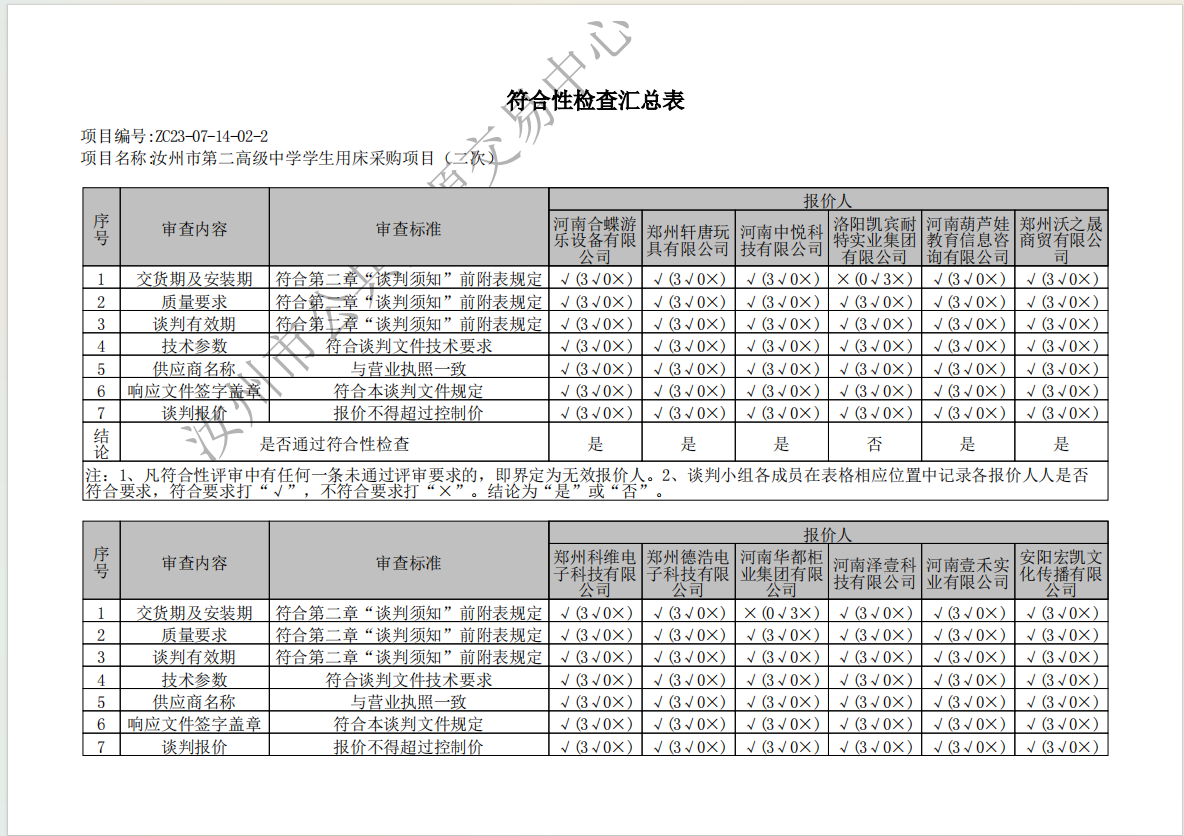 符合性检查汇总表
项目编号:ZC23-07-14-02-2
项目名称:汝州市第二高级中学学生用床采购项目（二次）
序号 审查内容 审查标准 报价人
河南合蝶游乐设备有限公司 郑州轩唐玩具有限公司 河南中悦科技有限公司 洛阳凯宾耐特实业集团有限公司 河南葫芦娃教育信息咨询有限公司 郑州沃之晟商贸有限公司
1 交货期及安装期 符合第二章“谈判须知”前附表规定 √(3√0×) √(3√0×) √(3√0×) ×(0√3×) √(3√0×) √(3√0×)
2 质量要求 符合第二章“谈判须知”前附表规定 √(3√0×) √(3√0×) √(3√0×) √(3√0×) √(3√0×) √(3√0×)
3 谈判有效期 符合第二章“谈判须知”前附表规定 √(3√0×) √(3√0×) √(3√0×) √(3√0×) √(3√0×) √(3√0×)
4 技术参数 符合谈判文件技术要求 √(3√0×) √(3√0×) √(3√0×) √(3√0×) √(3√0×) √(3√0×)
5 供应商名称 与营业执照一致 √(3√0×) √(3√0×) √(3√0×) √(3√0×) √(3√0×) √(3√0×)
6 响应文件签字盖章 符合本谈判文件规定 √(3√0×) √(3√0×) √(3√0×) √(3√0×) √(3√0×) √(3√0×)
7 谈判报价 报价不得超过控制价 √(3√0×) √(3√0×) √(3√0×) √(3√0×) √(3√0×) √(3√0×)
结论 是否通过符合性检查 是 是 是 否 是 是
注：1、凡符合性评审中有任何一条未通过评审要求的，即界定为无效报价人。2、谈判小组各成员在表格相应位置中记录各报价人人是否
符合要求，符合要求打“√”，不符合要求打“×”。结论为“是”或“否”。
序号 审查内容 审查标准 报价人
郑州科维电子科技有限公司 郑州德浩电子科技有限公司 河南华都柜业集团有限公司 河南泽壹科技有限公司 河南壹禾实业有限公司 安阳宏凯文化传播有限公司
1 交货期及安装期 符合第二章“谈判须知”前附表规定 √(3√0×) √(3√0×) ×(0√3×) √(3√0×) √(3√0×) √(3√0×)
2 质量要求 符合第二章“谈判须知”前附表规定 √(3√0×) √(3√0×) √(3√0×) √(3√0×) √(3√0×) √(3√0×)
3 谈判有效期 符合第二章“谈判须知”前附表规定 √(3√0×) √(3√0×) √(3√0×) √(3√0×) √(3√0×) √(3√0×)
4 技术参数 符合谈判文件技术要求 √(3√0×) √(3√0×) √(3√0×) √(3√0×) √(3√0×) √(3√0×)
5 供应商名称 与营业执照一致 √(3√0×) √(3√0×) √(3√0×) √(3√0×) √(3√0×) √(3√0×)
6 响应文件签字盖章 符合本谈判文件规定 √(3√0×) √(3√0×) √(3√0×) √(3√0×) √(3√0×) √(3√0×)
7 谈判报价 报价不得超过控制价 √(3√0×) √(3√0×) √(3√0×) √(3√0×) √(3√0×) √(3√0×)
汝州市公共 交易中心